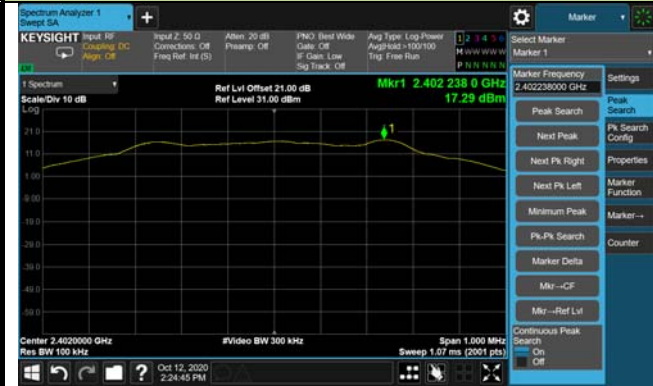 Spectrum Analyzer 1
Swept SA
+
Marker
KEYSIGHT
Input: RF
Coupling: DC
Align: Off
Input Z: 50 Ω
Corrections: Off
Freq Ref: Int (S)
Atten: 20 dB
Preamp: Off
PNO: Best Wide
Gate: Off
IF Gain: Low
Sig Track: Off
Avg Type: Log-Power
Avg|Hold:>100/100
Trig: Free Run
1 2 3 4 5 6
M W W W W W
P N N N N N
Select Marker
Marker 1
1 Spectrum
Scale/Div 10 dB
Log
Ref Lvl Offset 21.00 dB
Ref Level 31.00 dBm
Mkr1 2.402 238 0 GHz
17.29 dBm
1
21.0
11.0
1.00
-9.00
-19.0
-29.0
-39.0
-49.0
-59.0
Center 2.4020000 GHz
Res BW 100 kHz
#Video BW 300 kHz
Span 1.000 MHz
Sweep 1.07 ms (2001 pts)
Marker Frequency
2.402238000 GHz
Peak Search
Next Peak
Next Pk Right
Next Pk Left
Minimum Peak
Pk-Pk Search
Marker Delta
Mkr→CF
Mkr→Ref Lvl
Continuous Peak
Search
On
Off
Settings
Peak
Search
Pk Search
Config
Properties
Marker
Function
Marker→
Counter
Oct 12, 2020
2:24:45 PM